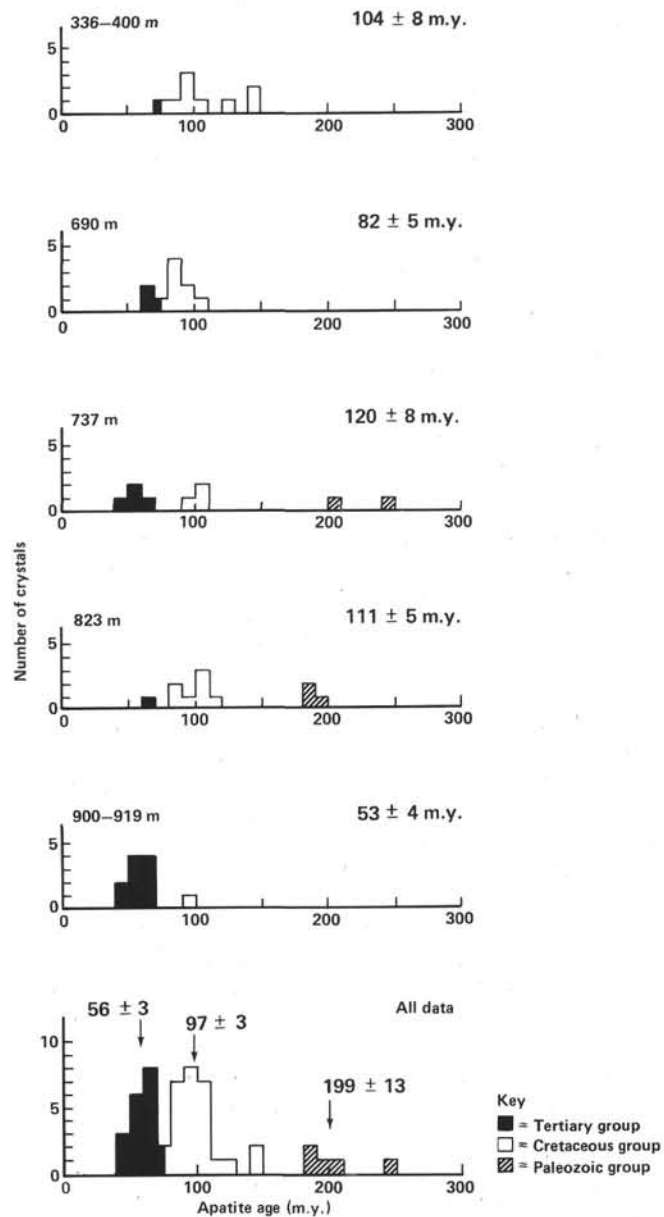 336–400 m 104 ± 8 m.y.
5
0
0 100 200 300
690 m 82 ± 5 m.y.
5
0
0 100 200 300
737 m 120 ± 8 m.y.
5
0
0 100 200 300
Number of crystals
823 m 111 ± 5 m.y.
5
0
0 100 200 300
900–919 m 53 ± 4 m.y.
5
0
0 100 200 300
56 ± 3 97 ± 3 All data
199 ± 13
10
5
0
0 100 200 300
Apatite age (m.y.)
Key
= Tertiary group
= Cretaceous group
= Paleozoic group